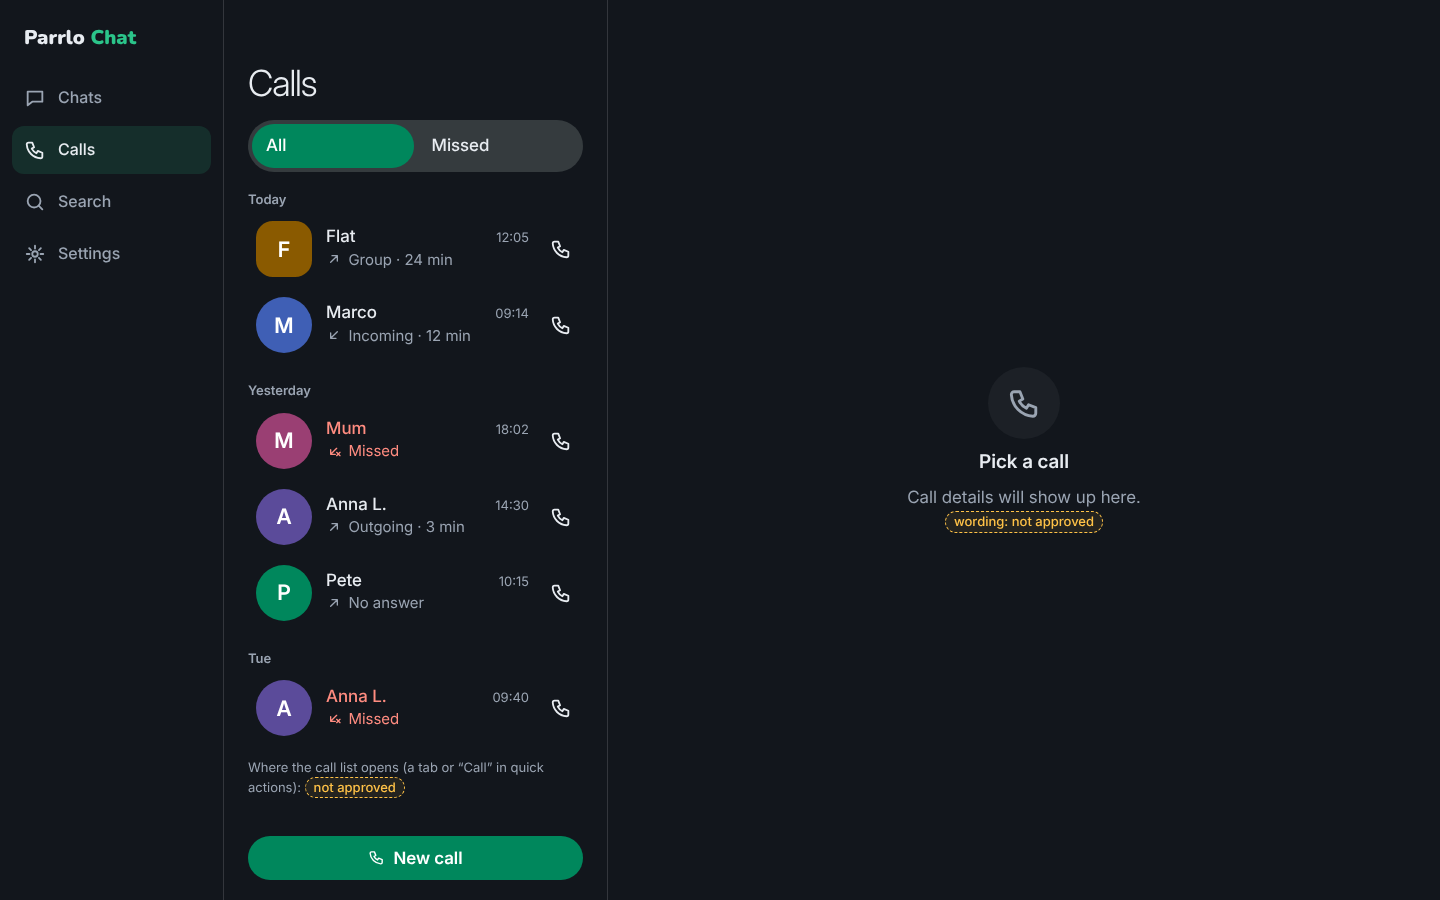 Parrlo Chat
Chats
Calls
Search
Settings
Calls
All
Missed
Today
F
Flat
12:05
Group · 24 min
M
Marco
09:14
Incoming · 12 min
Yesterday
M
Mum
18:02
Missed
A
Anna L.
14:30
Outgoing · 3 min
P
Pete
10:15
No answer
Tue
A
Anna L.
09:40
Missed
Where the call list opens (a tab or “Call” in quick
actions): not approved
New call
Pick a call
Call details will show up here.
wording: not approved